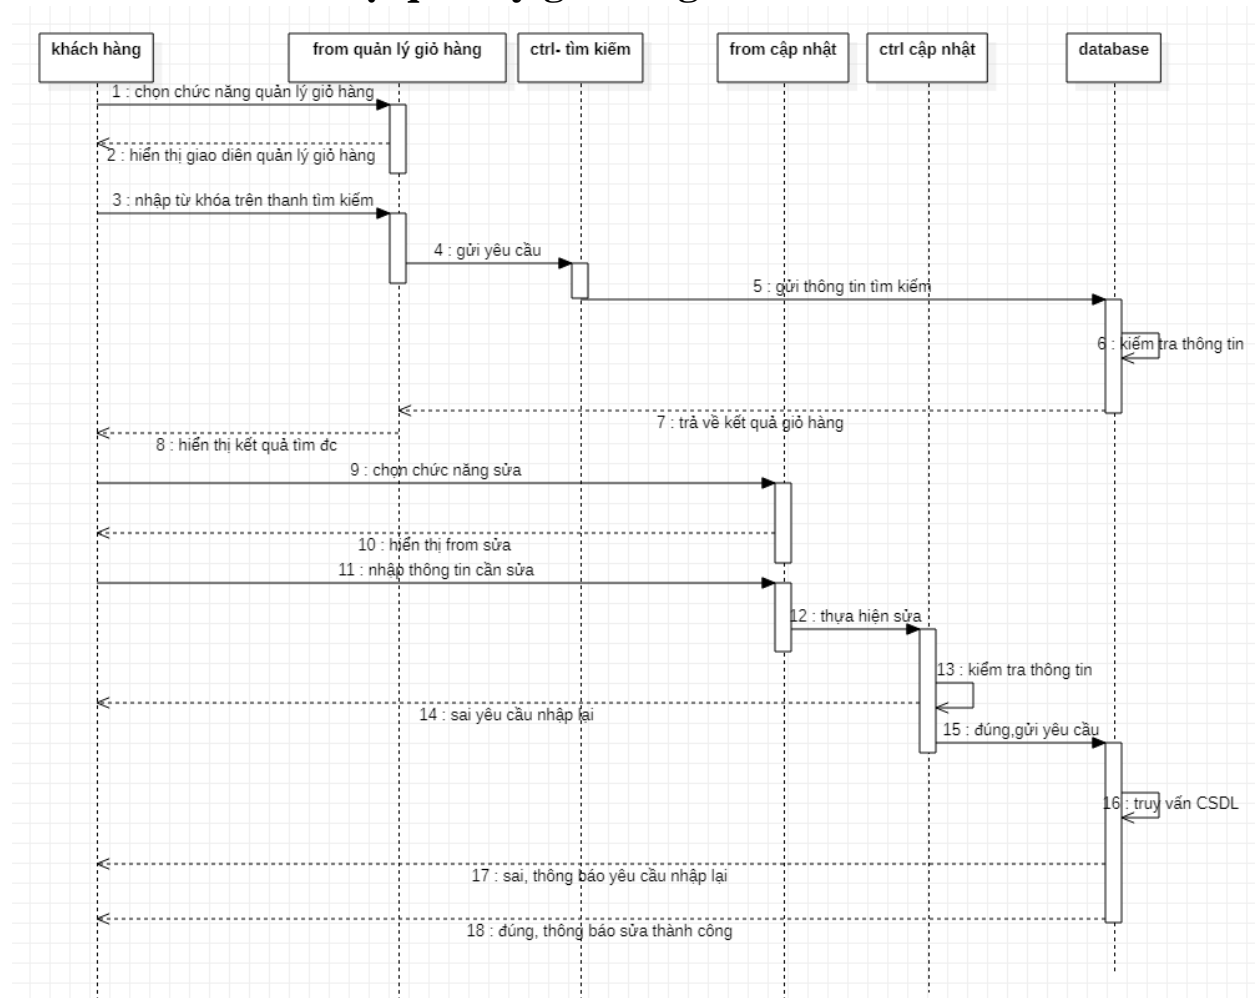 khách hàng
from quản lý giỏ hàng
ctrl- tìm kiếm
from cập nhật
ctrl cập nhật
database
1 : chọn chức năng quản lý giỏ hàng
2 : hiển thị giao diện quản lý giỏ hàng
3 : nhập từ khóa trên thanh tìm kiếm
4 : gửi yêu cầu
5 : gửi thông tin tìm kiếm
6 : kiểm tra thông tin
7 : trả về kết quả giỏ hàng
8 : hiển thị kết quả tìm đc
9 : chọn chức năng sửa
10 : hiển thị from sửa
11 : nhập thông tin cần sửa
12 : thựa hiện sửa
13 : kiểm tra thông tin
14 : sai yêu cầu nhập lại
15 : đúng,gửi yêu cầu
16 : truy vấn CSDL
17 : sai, thông báo yêu cầu nhập lại
18 : đúng, thông báo sửa thành công